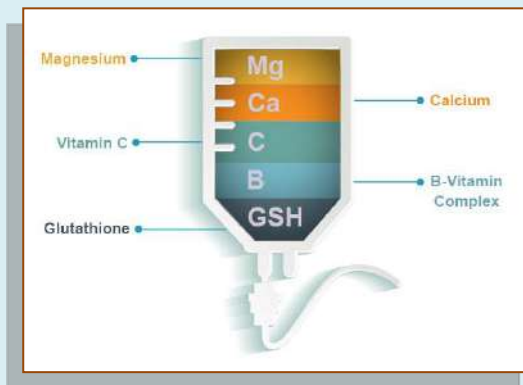 Magnesium
Mg
Ca
Calcium
Vitamin C
C
B
B-Vitamin
Complex
Glutathione
GSH